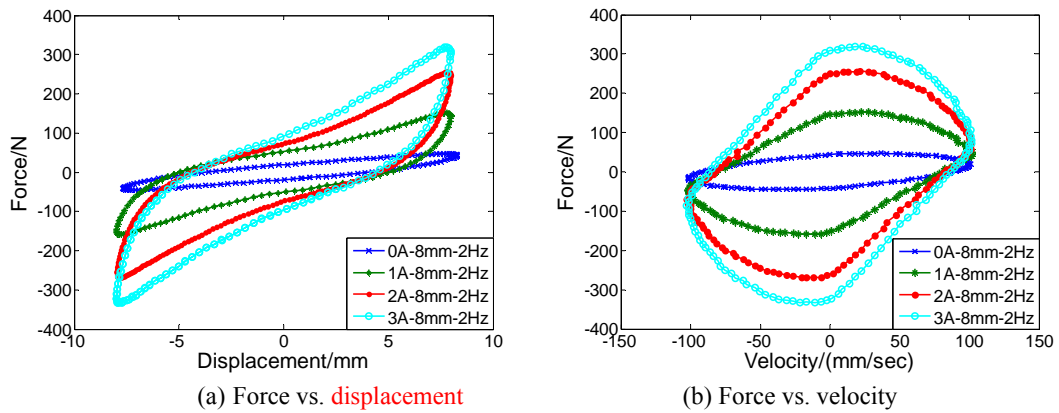 400
300
200
100
0
-100
-200
-300
-400
Force/N
-10
-5
0
5
10
Displacement/mm
0A-8mm-2Hz
1A-8mm-2Hz
2A-8mm-2Hz
3A-8mm-2Hz
(a) Force vs. displacement
400
300
200
100
0
-100
-200
-300
-400
Force/N
-150
-100
-50
0
50
100
150
Velocity/(mm/sec)
0A-8mm-2Hz
1A-8mm-2Hz
2A-8mm-2Hz
3A-8mm-2Hz
(b) Force vs. velocity